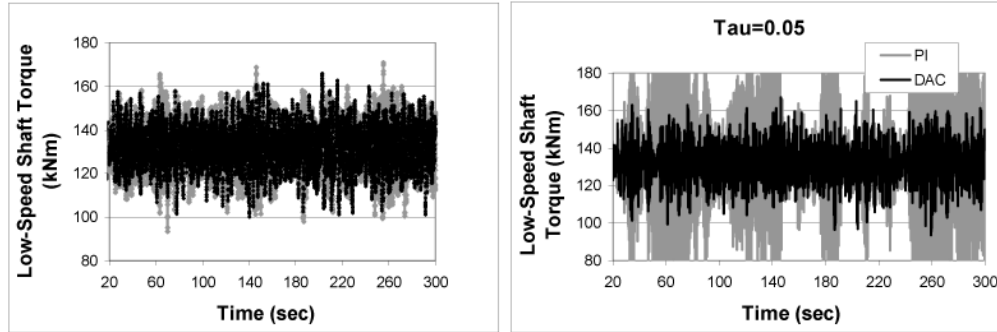 Low-Speed Shaft Torque
(kNm)
180
160
140
120
100
80
20 60 100 140 180 220 260 300
Time (sec)
Tau=0.05
PI
DAC
Low-Speed Shaft
Torque (kNm)
180
160
140
120
100
80
20 60 100 140 180 220 260 300
Time (sec)